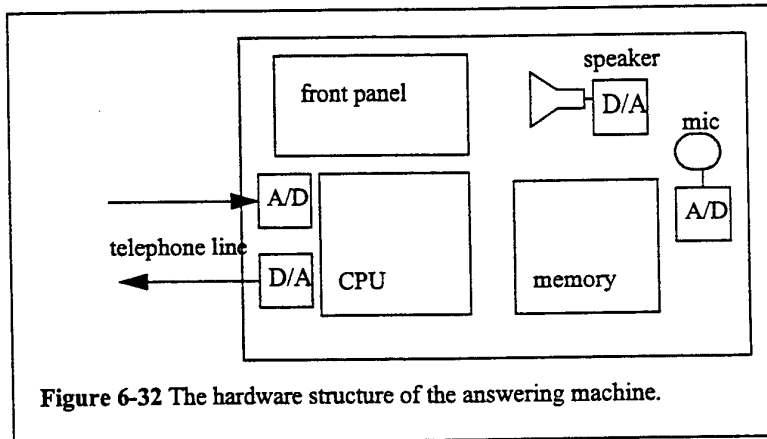 speaker
front panel
D/A
mic
A/D
A/D
telephone line
D/A
CPU
memory
Figure 6-32 The hardware structure of the answering machine.